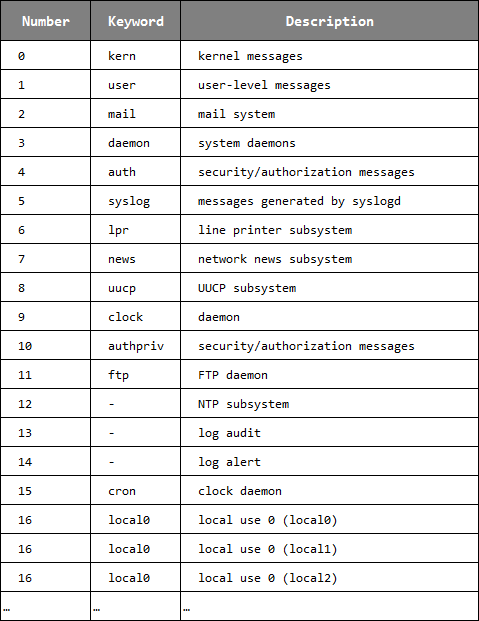 Number Keyword Description
0 kern kernel messages
1 user user-level messages
2 mail mail system
3 daemon system daemons
4 auth security/authorization messages
5 syslog messages generated by syslogd
6 lpr line printer subsystem
7 news network news subsystem
8 uucp UUCP subsystem
9 clock daemon
10 authpriv security/authorization messages
11 ftp FTP daemon
12 - NTP subsystem
13 - log audit
14 - log alert
15 cron clock daemon
16 local0 local use 0 (local0)
16 local0 local use 0 (local1)
16 local0 local use 0 (local2)
… … …